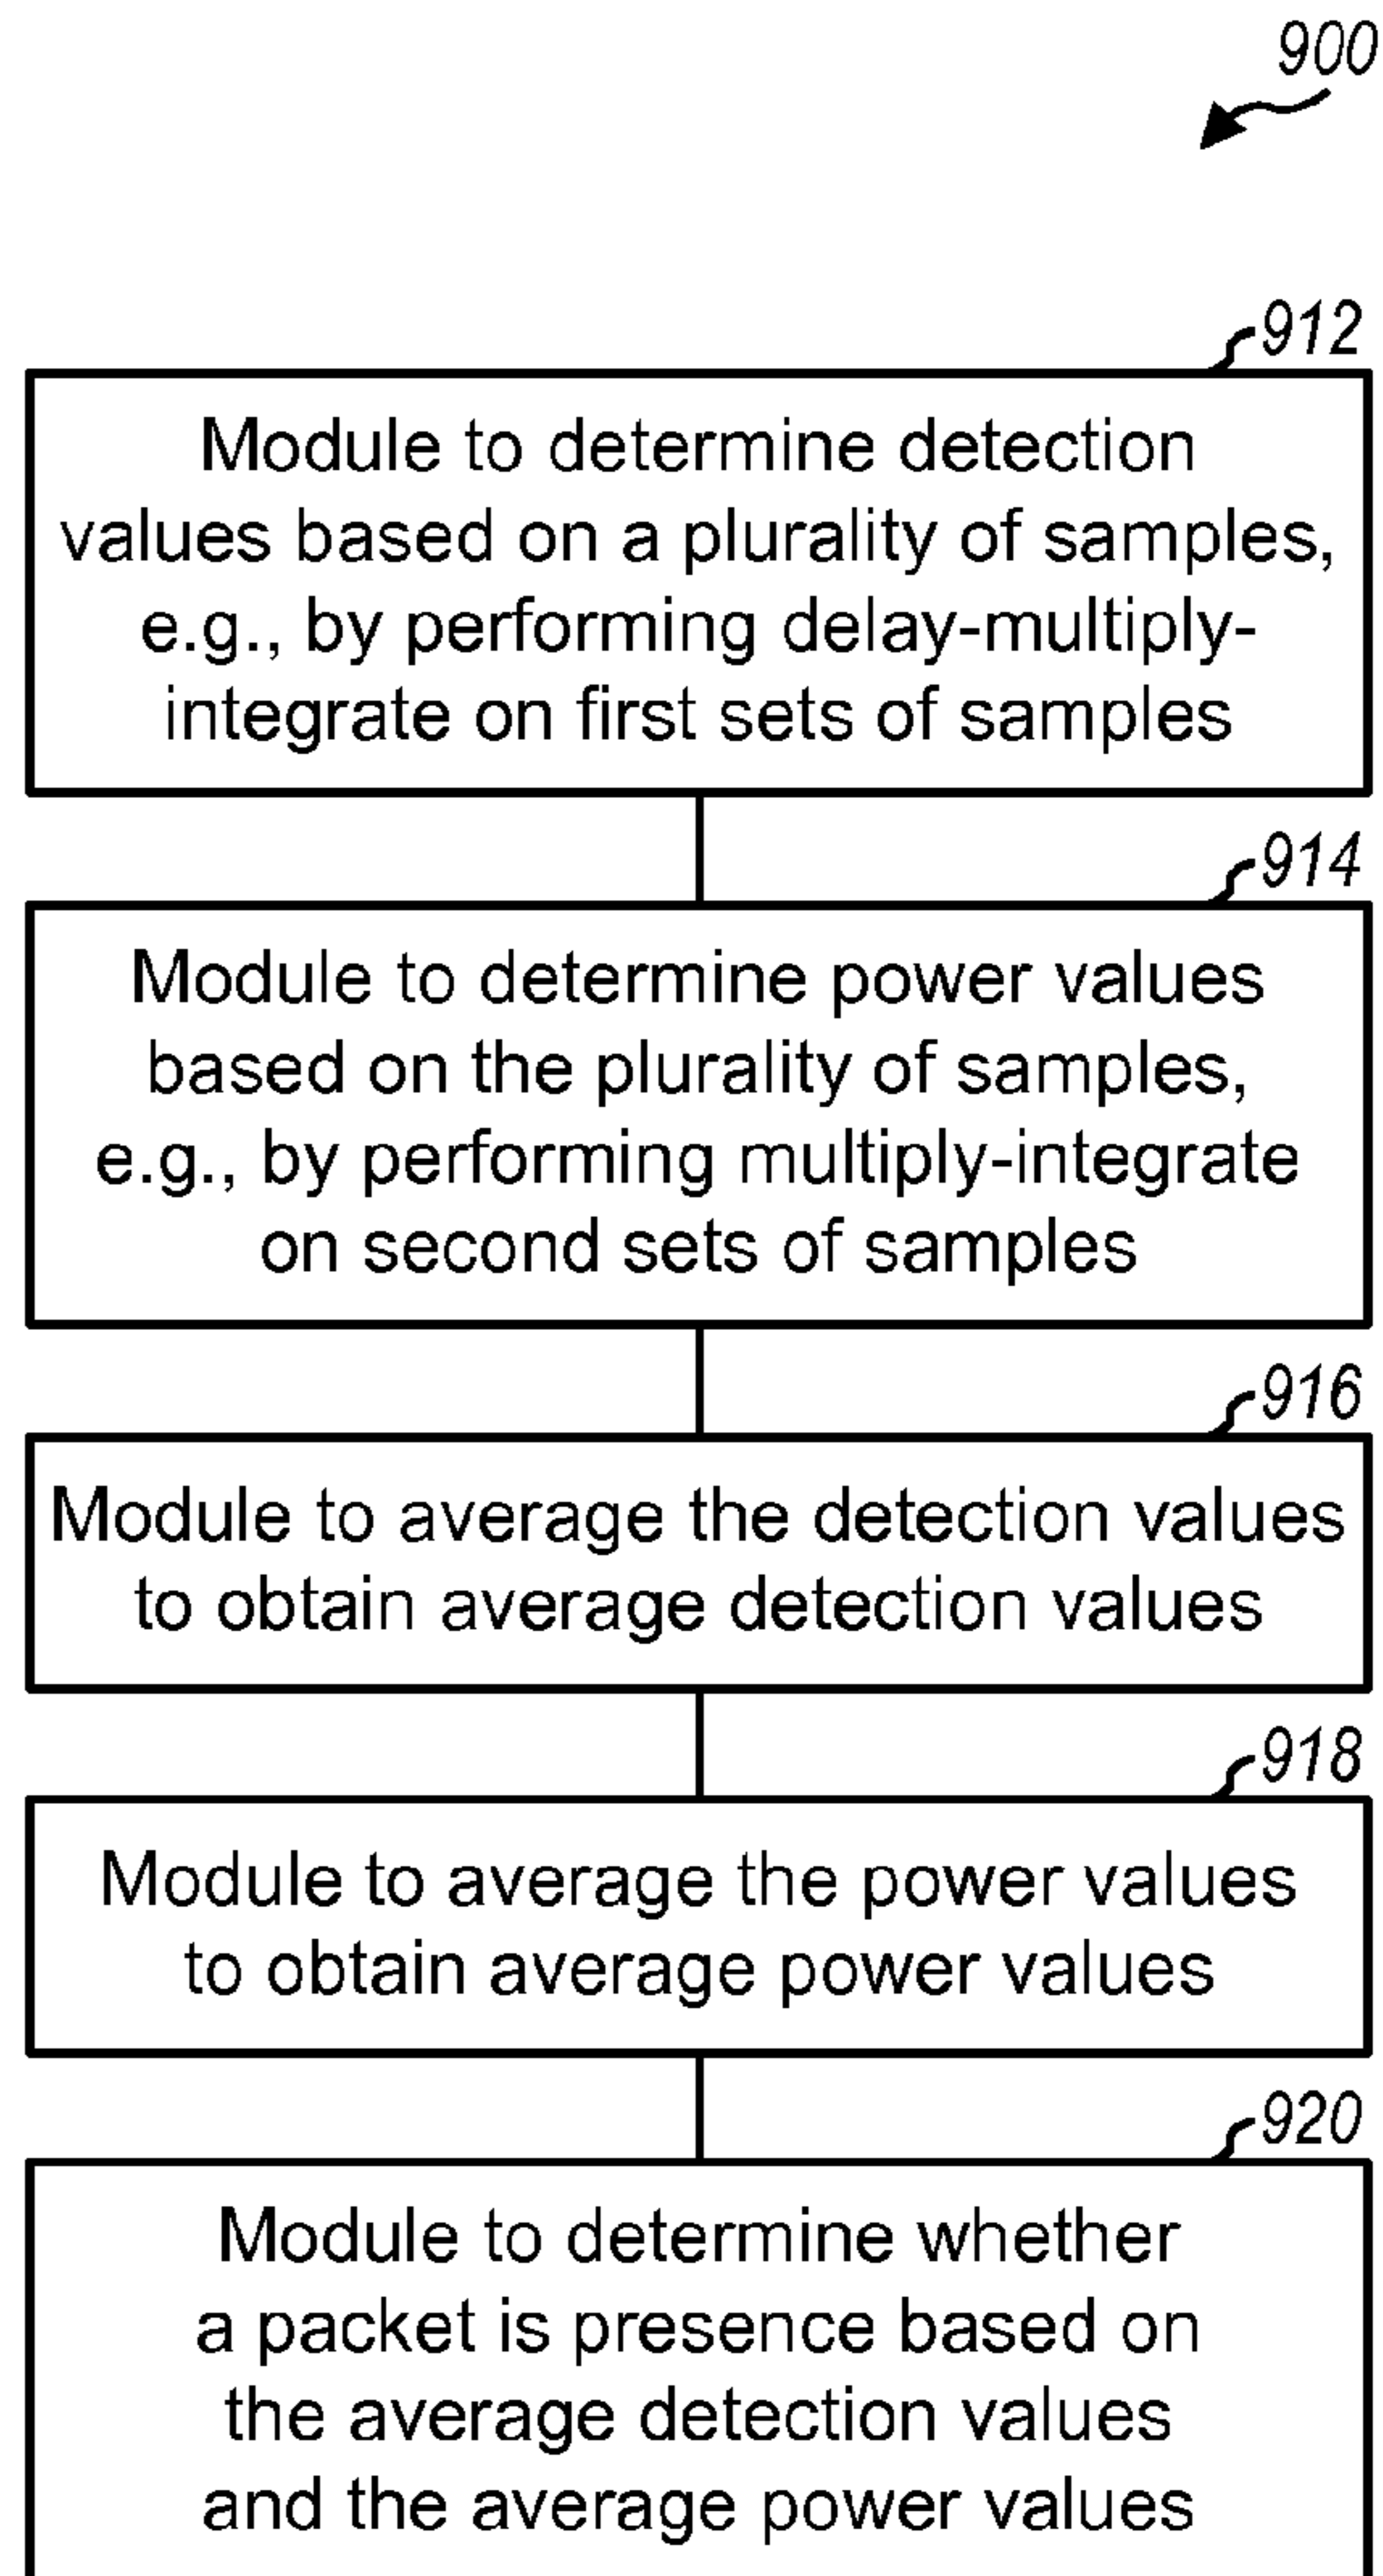 900
912
Module to determine detection
values based on a plurality of samples,
e.g., by performing delay-multiply-
integrate on first sets of samples
914
Module to determine power values
based on the plurality of samples,
e.g., by performing multiply-integrate
on second sets of samples
916
Module to average the detection values
to obtain average detection values
918
Module to average the power values
to obtain average power values
920
Module to determine whether
a packet is presence based on
the average detection values
and the average power values